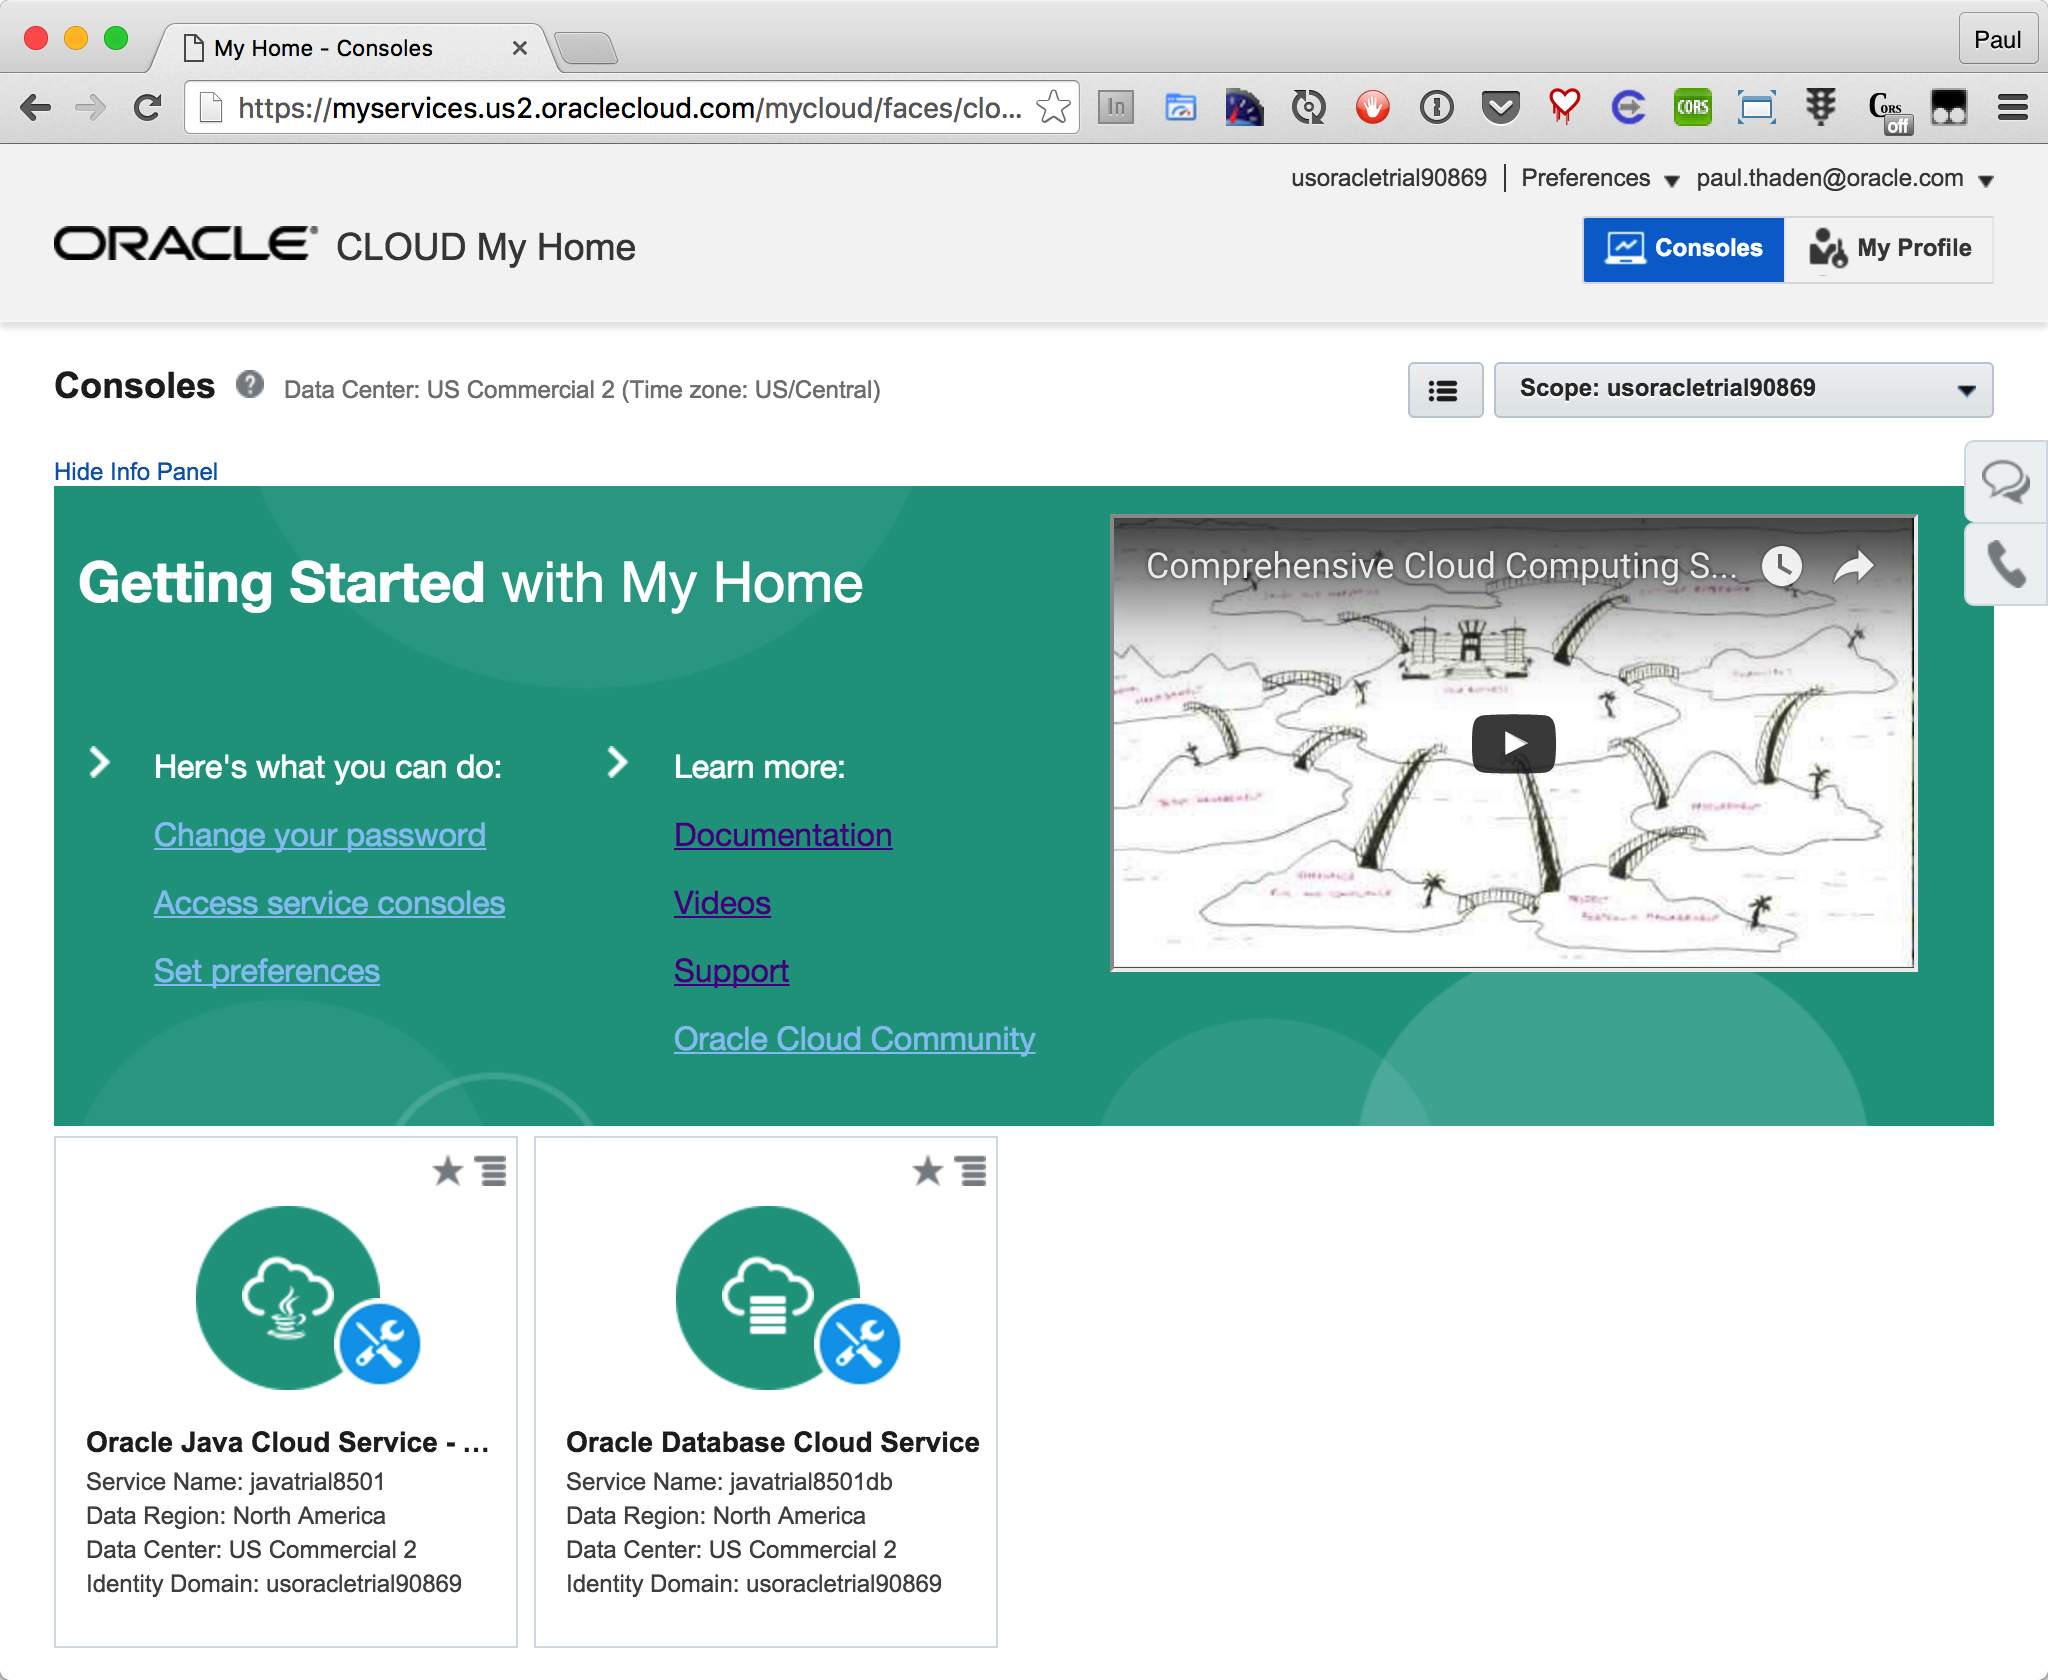 My Home - Consoles
Paul
https://myservices.us2.oraclecloud.com/mycloud/faces/clo...
In
CORS
CORS
off
usoracletrial90869 | Preferences paul.thaden@oracle.com
ORACLE CLOUD My Home
Consoles
My Profile
Consoles
Data Center: US Commercial 2 (Time zone: US/Central)
Scope: usoracletrial90869
Hide Info Panel
Getting Started with My Home
Comprehensive Cloud Computing S...
Here's what you can do:
Change your password
Access service consoles
Set preferences
Learn more:
Documentation
Videos
Support
Oracle Cloud Community
Oracle Java Cloud Service - ...
Service Name: javatrial8501
Data Region: North America
Data Center: US Commercial 2
Identity Domain: usoracletrial90869
Oracle Database Cloud Service
Service Name: javatrial8501db
Data Region: North America
Data Center: US Commercial 2
Identity Domain: usoracletrial90869